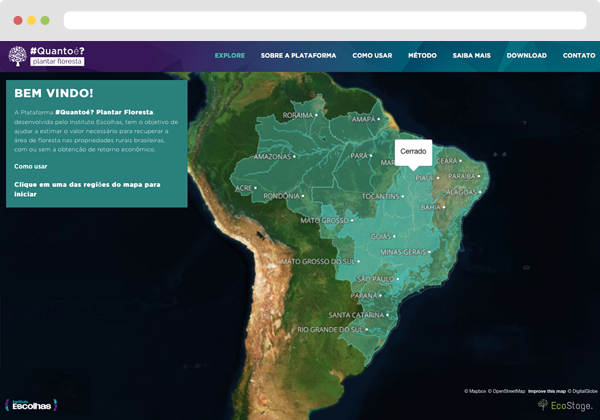 #Quantoé?
plantar floresta
EXPLORE SOBRE A PLATAFORMA COMO USAR MÉTODO SAIBA MAIS DOWNLOAD CONTATO
BEM VINDO!
A Plataforma #Quantoé? Plantar Floresta,
desenvolvida pelo Instituto Escolhas, tem o objetivo de
ajudar a estimar o valor necessário para recuperar a
área de floresta nas propriedades rurais brasileiras,
com ou sem a obtenção de retorno econômico.
Como usar
Clique em uma das regiões do mapa para
iniciar
RORAIMA
AMAPÁ
Cerrado
AMAZONAS
PARÁ
CEARÁ
PIAUÍ
PARAÍBA
ACRE
RONDÔNIA
TOCANTINS
ALAGOAS
BAHIA
MATO GROSSO
GOIÁS
MINAS GERAIS
MATO GROSSO DO SUL
SÃO PAULO
PARANÁ
SANTA CATARINA
RIO GRANDE DO SUL
© Mapbox © OpenStreetMap Improve this map © DigitalGlobe
Instituto
Escolhas
EcoStage.